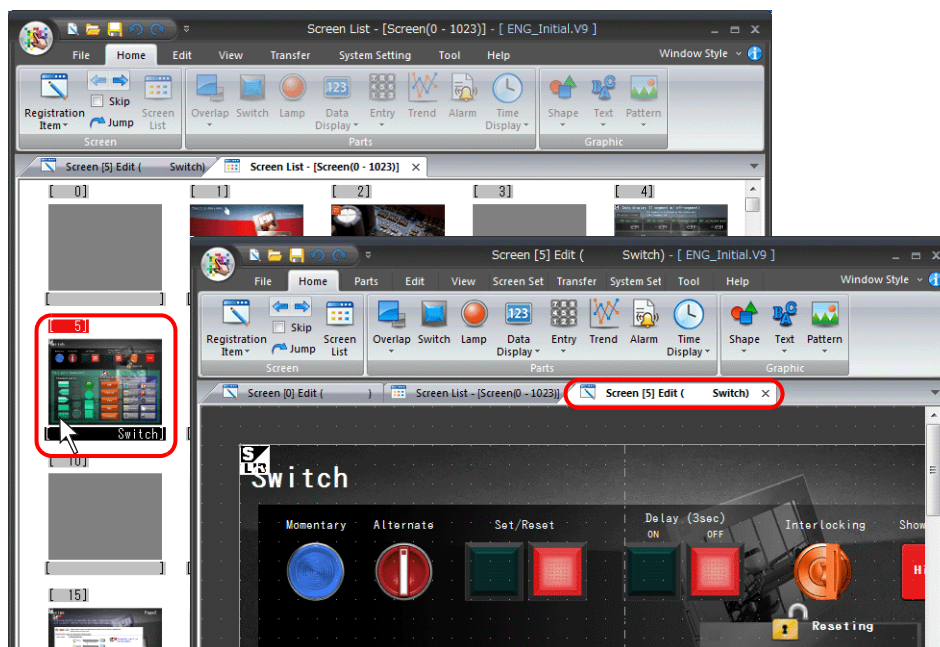 Screen List - [Screen(0 - 1023)] - [ ENG_Initial.V9 ]
File Home Edit View Transfer System Setting Tool Help Window Style
Registration Item
Skip
Jump
Screen List
Overlap Switch Lamp Data Display Entry Trend Alarm Time Display Shape Text Pattern
Screen Parts Graphic
Screen [5] Edit ( Switch) Screen List - [Screen(0 - 1023)]
[ 0] [ 1] [ 2] [ 3] [ 4]
[ ]
[ 5]
[ Switch]
[ 10]
[ ]
[ 15]
Screen [5] Edit ( Switch) - [ ENG_Initial.V9 ]
File Home Parts Edit View Screen Set Transfer System Set Tool Help Window Style
Registration Item
Skip
Jump
Screen List
Overlap Switch Lamp Data Display Entry Trend Alarm Time Display Shape Text Pattern
Screen Parts Graphic
Screen [0] Edit ( ) Screen List - [Screen(0 - 1023)] Screen [5] Edit ( Switch)
Switch
Momentary Alternate Set/Reset Delay (3sec) Interlocking Show
ON OFF
Hi
Reseting